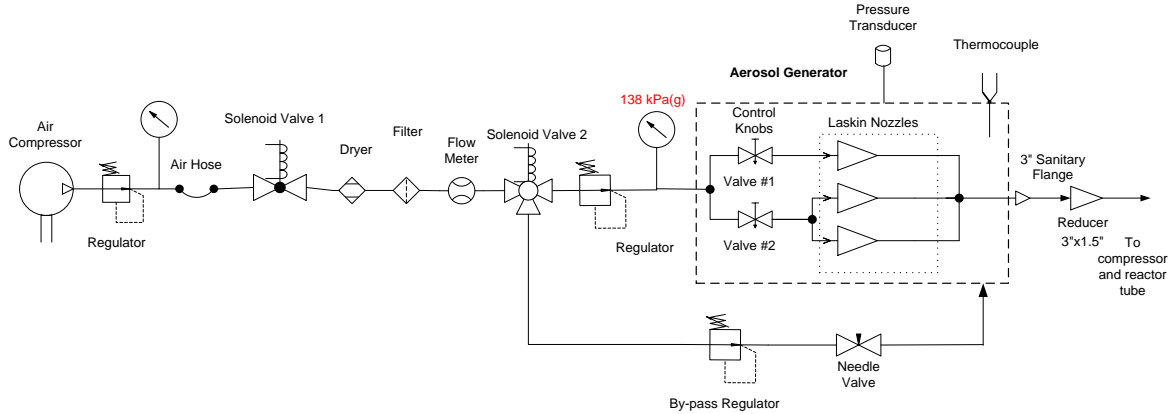 Pressure
Transducer
Thermocouple
Aerosol Generator
138 kPa(g)
Air
Compressor
Solenoid Valve 1
Air Hose
Dryer
Filter
Flow
Meter
Solenoid Valve 2
Control
Knobs
Laskin Nozzles
3" Sanitary
Flange
Valve #1
Valve #2
Regulator
Regulator
Reducer
3"x1.5"
To
compressor
and reactor
tube
Needle
Valve
By-pass Regulator